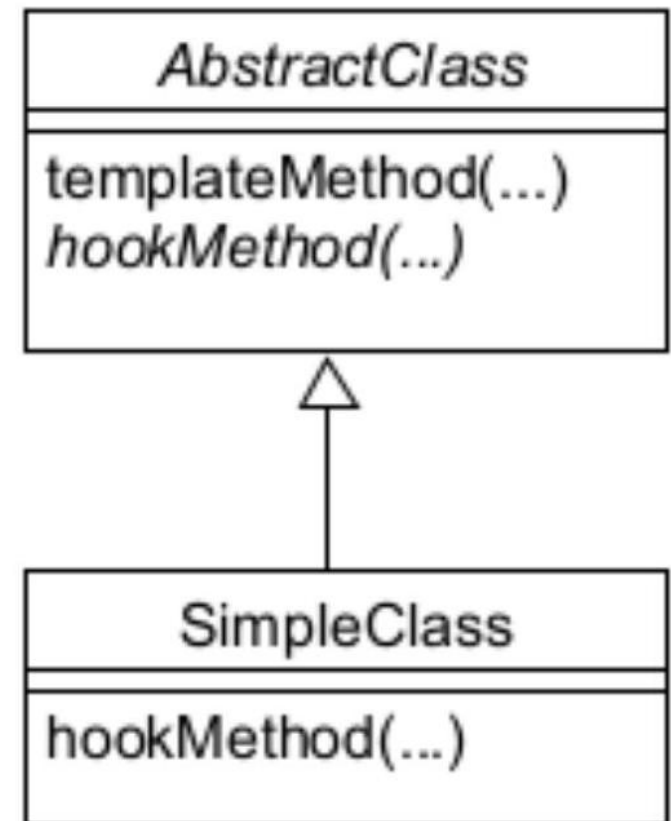 AbstractClass
templateMethod(...)
hookMethod(...)
SimpleClass
hookMethod(...)